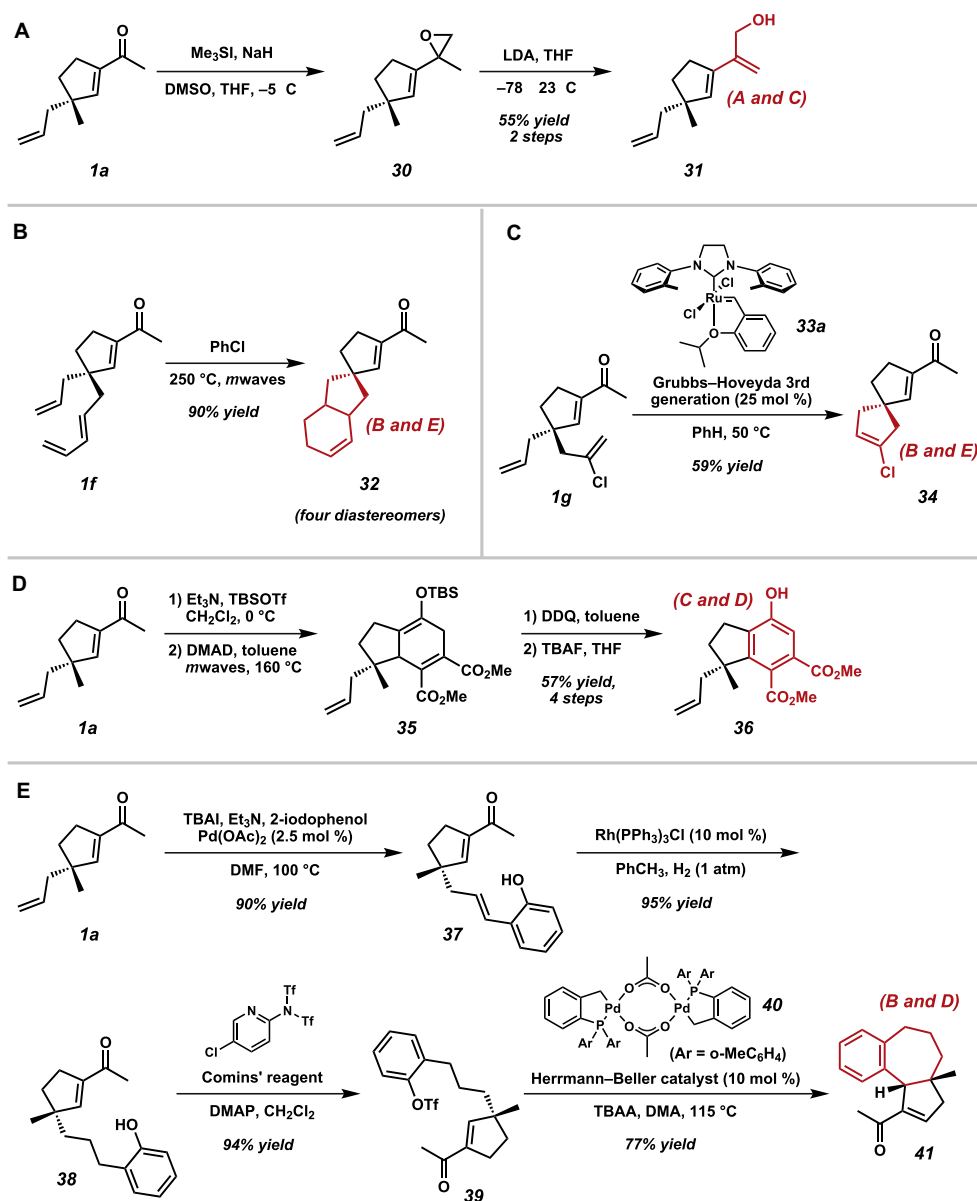 A
O
1a
Me3SI, NaH
DMSO, THF, –5 C
O
30
LDA, THF
–78 23 C
55% yield
2 steps
OH
(A and C)
31
B
O
1f
PhCl
250 °C, mwaves
90% yield
O
(B and E)
32
(four diastereomers)
C
N N
Cl
Ru
Cl
O
33a
O
Cl
1g
Grubbs–Hoveyda 3rd
generation (25 mol %)
PhH, 50 °C
59% yield
O
(B and E)
Cl
34
D
O
1a
1) Et3N, TBSOTf
CH2Cl2, 0 °C
2) DMAD, toluene
mwaves, 160 °C
OTBS
CO2Me
CO2Me
35
1) DDQ, toluene
2) TBAF, THF
57% yield,
4 steps
(C and D)
OH
CO2Me
CO2Me
36
E
O
1a
TBAI, Et3N, 2-iodophenol
Pd(OAc)2 (2.5 mol %)
DMF, 100 °C
90% yield
O
HO
37
Rh(PPh3)3Cl (10 mol %)
PhCH3, H2 (1 atm)
95% yield
O
HO
38
Tf
N N
Tf
Cl
Comins' reagent
DMAP, CH2Cl2
94% yield
OTf
O
39
Ar Ar
O O P
Pd Pd
P O O
Ar Ar
40
(Ar = o-MeC6H4)
Herrmann–Beller catalyst (10 mol %)
TBAA, DMA, 115 °C
77% yield
(B and D)
H
O
41